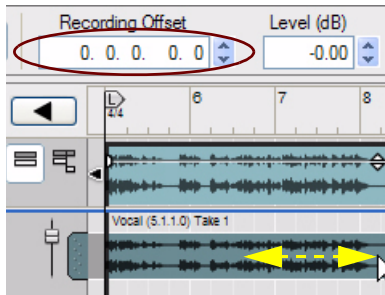 Recording Offset Level (dB)
0. 0. 0. 0. 0 -0.00
L 6 7 8
4/4
Vocal (5.1.1.0) Take 1